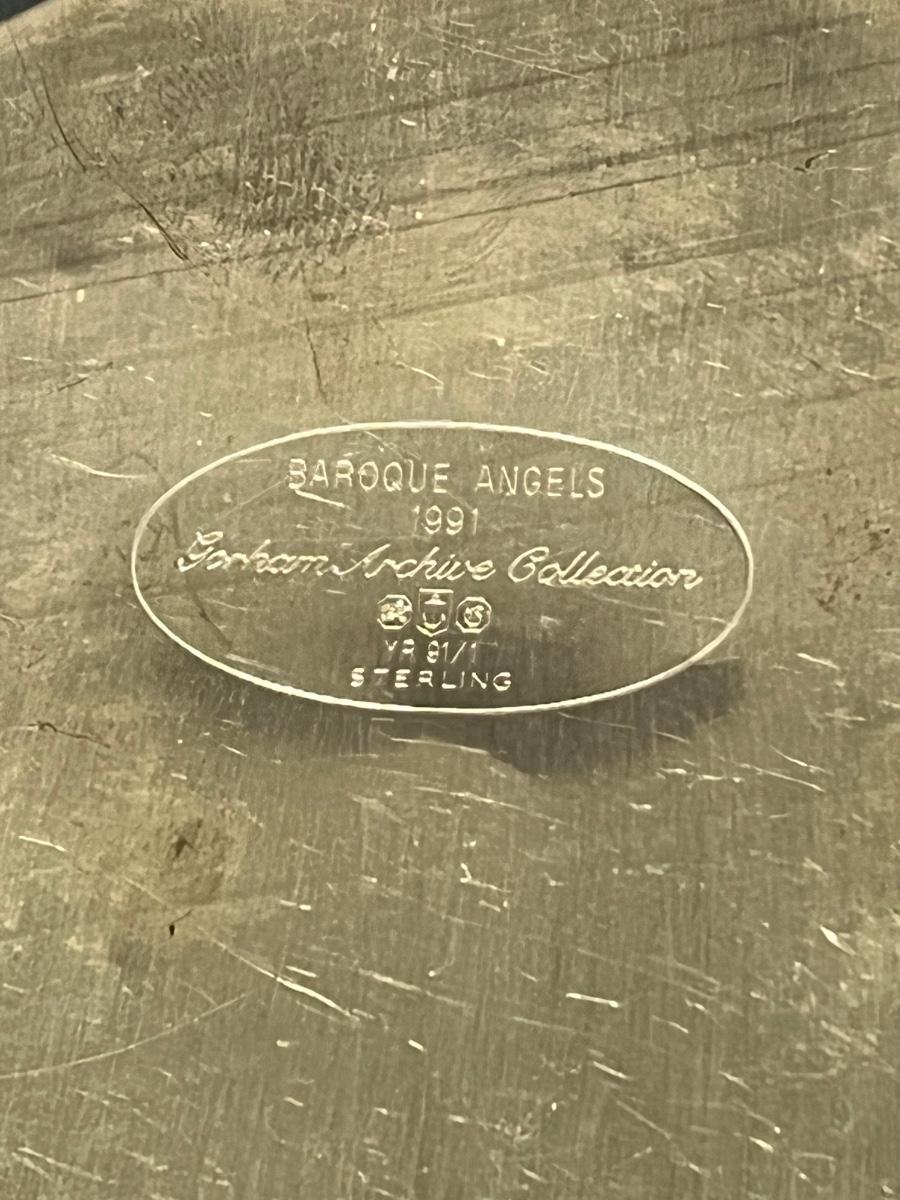 BAROQUE ANGELS
1991
Gorham Archive Collection
YR 91/1
STERLING